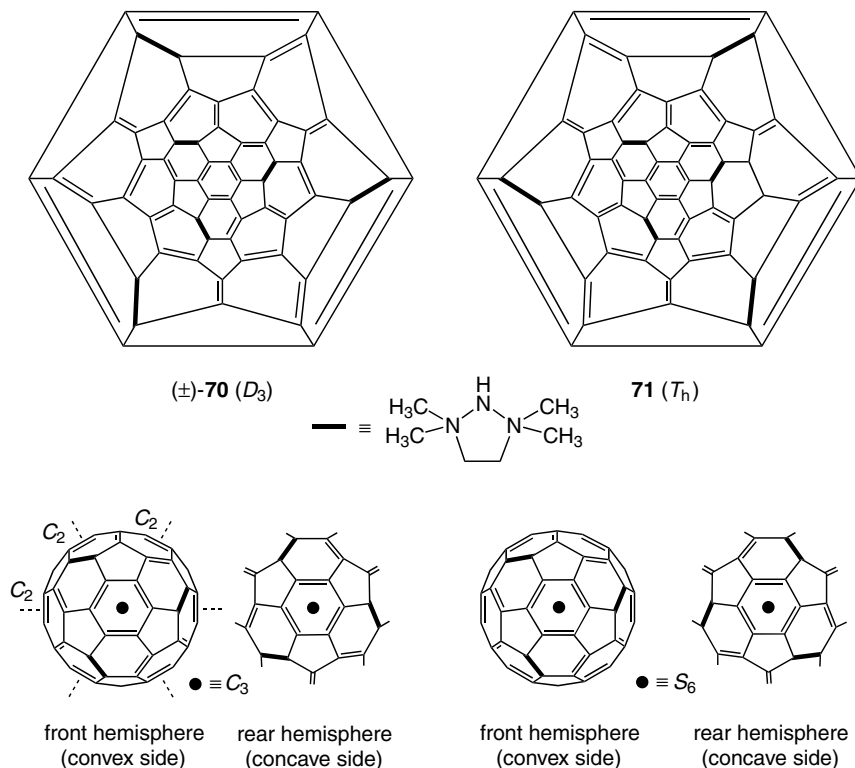 (±)-70 (D3)
71 (Th)
≡
H
H3C
N
CH3
H3C
N
N
CH3
C2
C2
C2
● ≡ C3
● ≡ S6
front hemisphere
(convex side)
rear hemisphere
(concave side)
front hemisphere
(convex side)
rear hemisphere
(concave side)